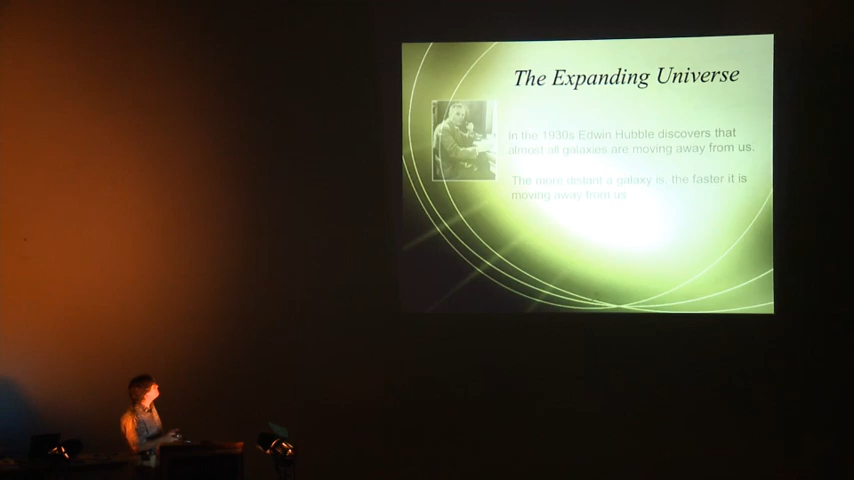 The Expanding Universe
In the 1930s Edwin Hubble discovers that
almost all galaxies are moving away from us.
The more distant a galaxy is, the faster it is
moving away from us